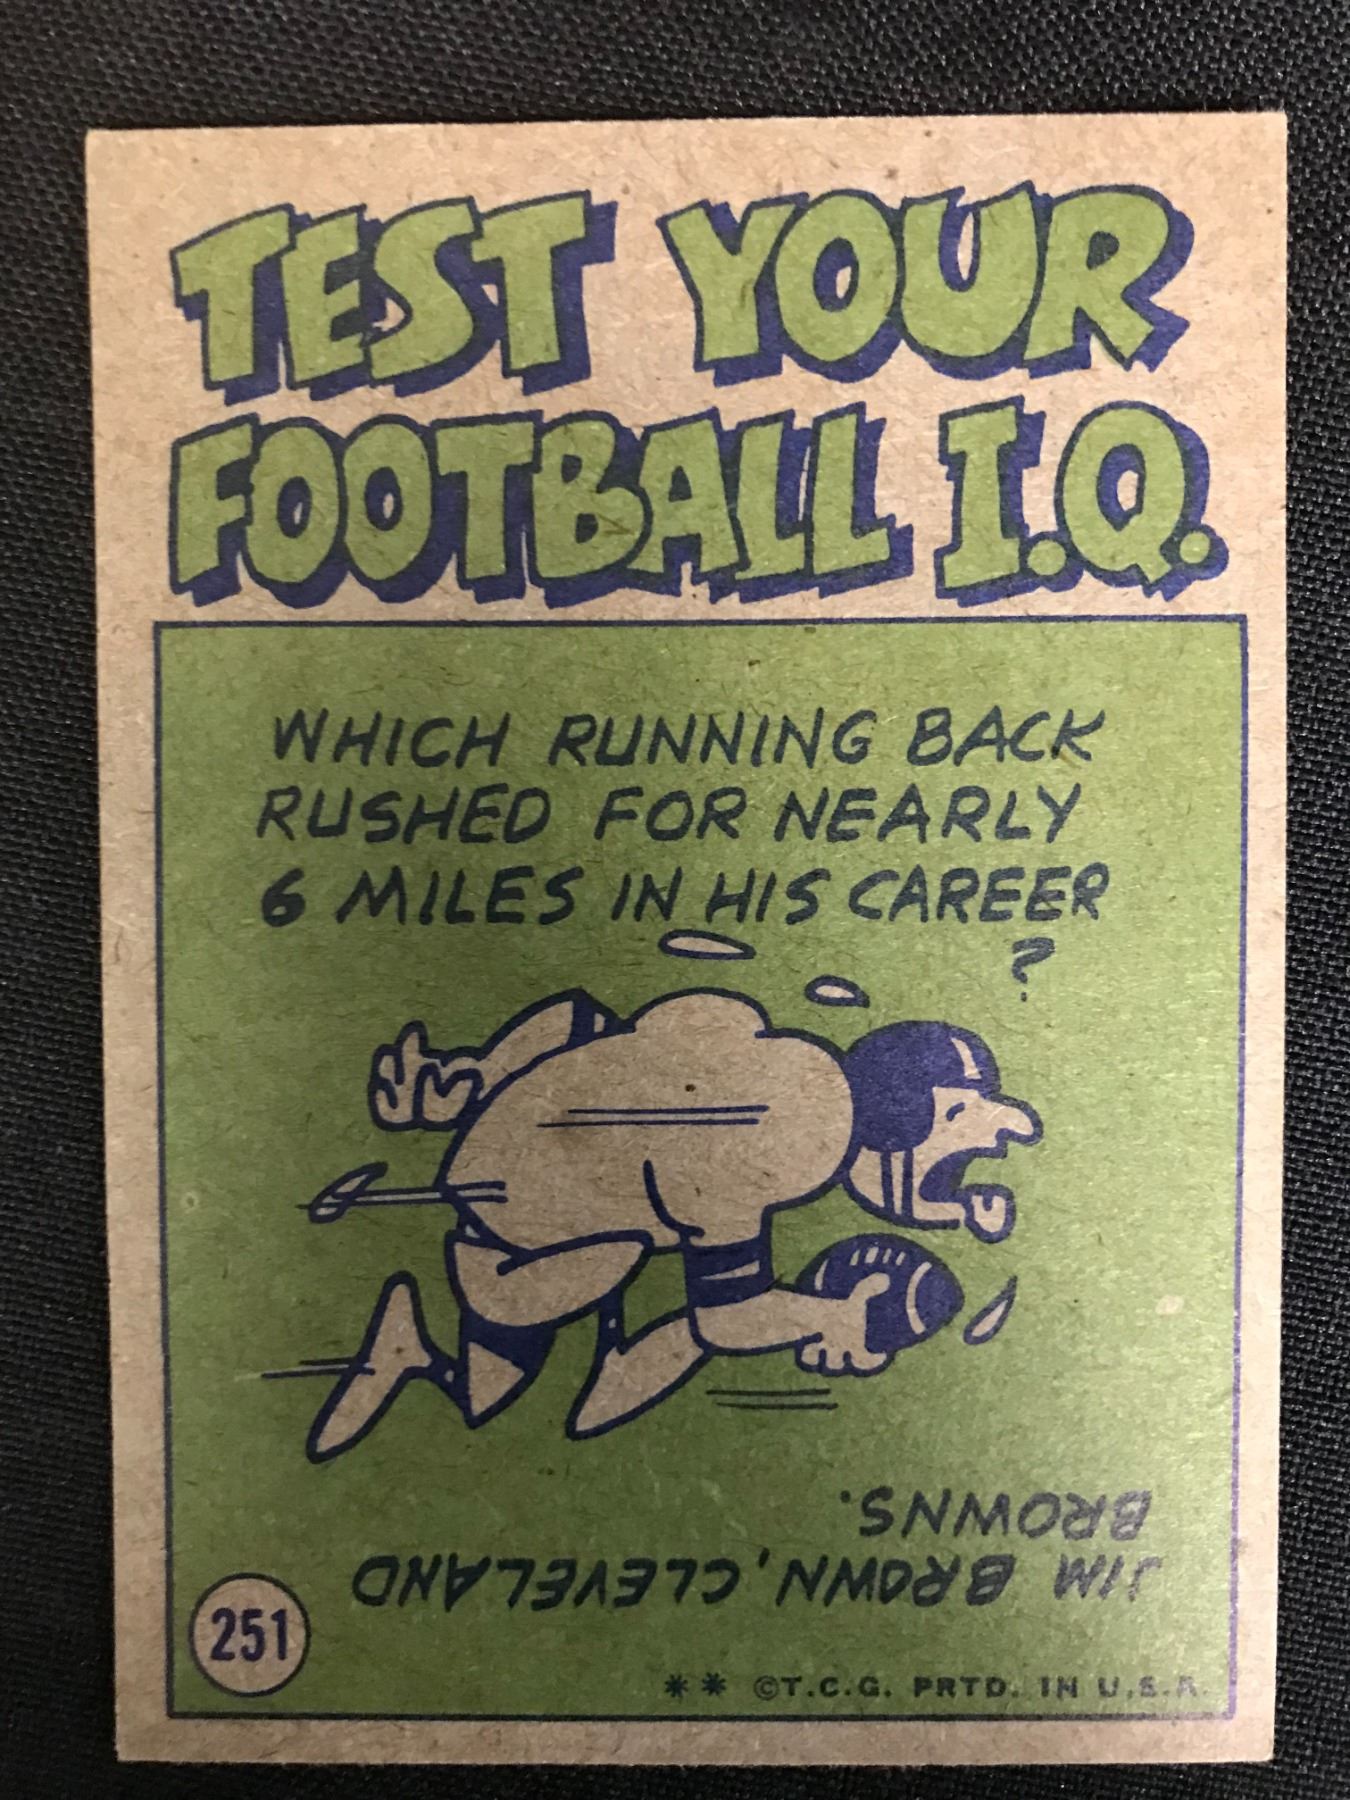 TEST YOUR
FOOTBALL I.Q.
WHICH RUNNING BACK
RUSHED FOR NEARLY
6 MILES IN HIS CAREER
?
JIM BROWN, CLEVELAND
BROWNS.
251
** ©T.C.G. PRTD. IN U.S.A.